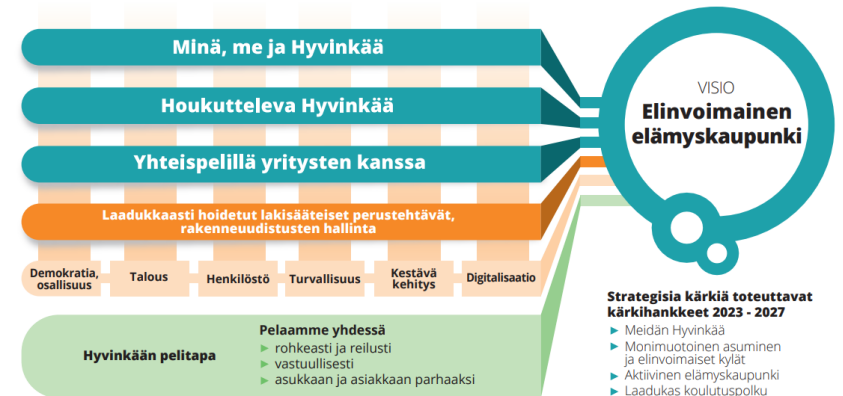 Minä, me ja Hyvinkää
Houkutteleva Hyvinkää
Yhteispelillä yritysten kanssa
Laadukkaasti hoidetut lakisääteiset perustehtävät,
rakenneuudistusten hallinta
Demokratia,
osallisuus
Talous
Henkilöstö
Turvallisuus
Kestävä
kehitys
Digitalisaatio
Hyvinkään pelitapa
Pelaamme yhdessä
► rohkeasti ja reilusti
► vastuullisesti
► asukkaan ja asiakkaan parhaaksi
VISIO
Elinvoimainen
elämyskaupunki
Strategisia kärkiä toteuttavat
kärkihankkeet 2023 - 2027
► Meidän Hyvinkää
► Monimuotoinen asuminen
ja elinvoimaiset kylät
► Aktiivinen elämyskaupunki
► Laadukas koulutuspolku